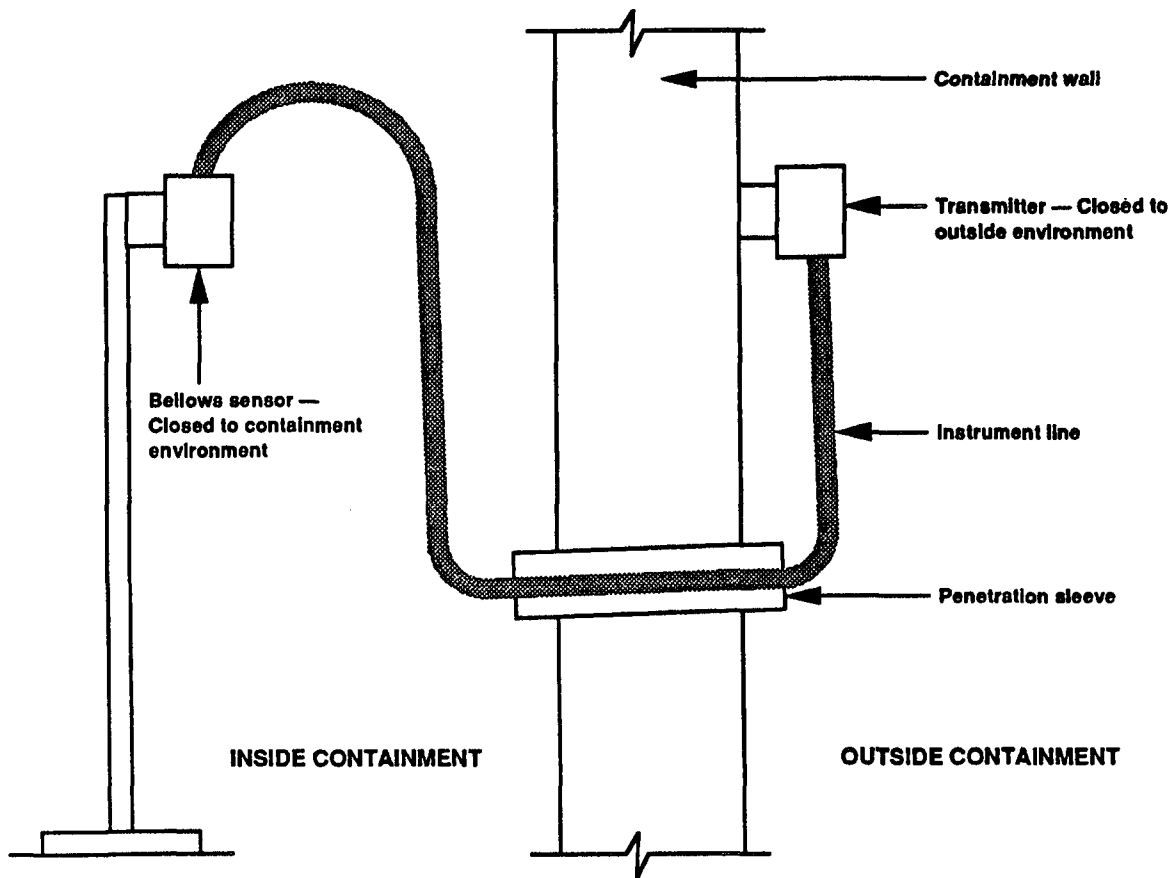 Containment wall
Transmitter — Closed to
outside environment
Bellows sensor —
Closed to containment
environment
Instrument line
Penetration sleeve
INSIDE CONTAINMENT
OUTSIDE CONTAINMENT